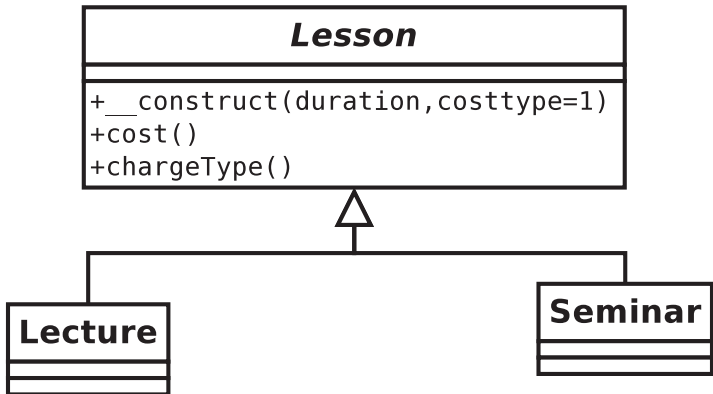 Lesson
+__construct(duration,costtype=1)
+cost()
+chargeType()
Lecture
Seminar